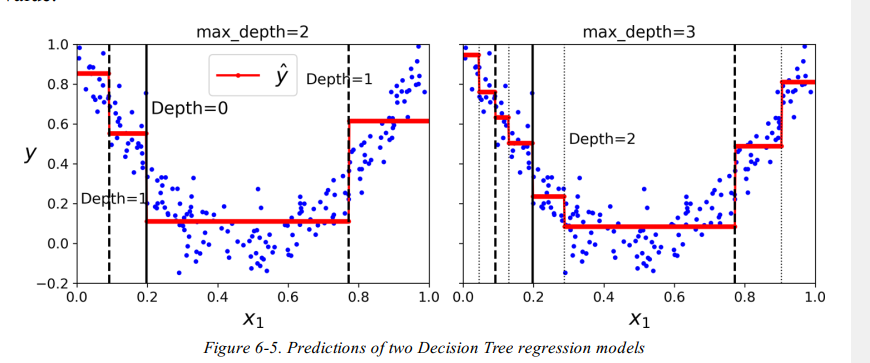 max_depth=2
max_depth=3
1.0
0.8
0.6
0.4
0.2
0.0
−0.2
y
ŷ
Depth=1
Depth=0
Depth=1
Depth=2
0.0 0.2 0.4 0.6 0.8 1.0
0.0 0.2 0.4 0.6 0.8 1.0
x1
x1
Figure 6-5. Predictions of two Decision Tree regression models